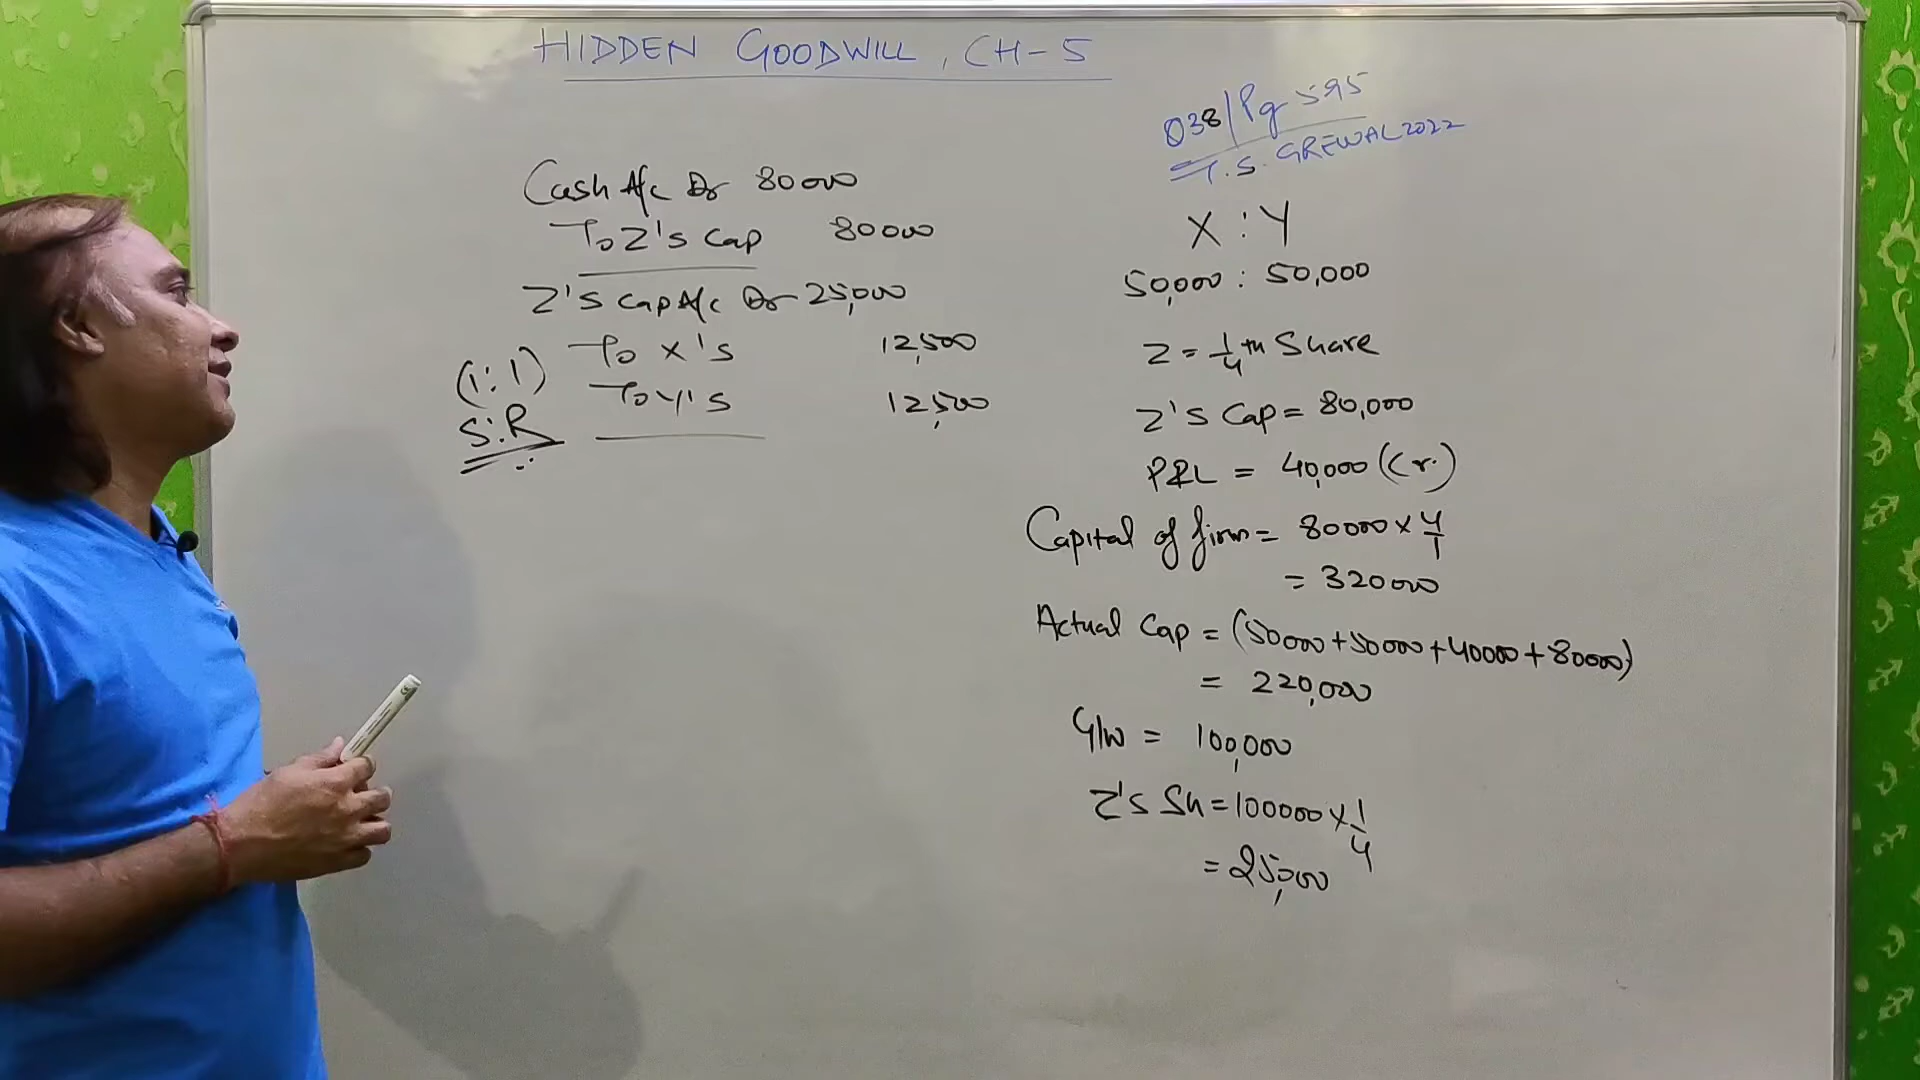 HIDDEN GOODWILL, CH-5
Q38/Pg 595
T.S. GREWAL 2022
Cash A/c Dr 80000
To Z's Cap 80000
Z's Cap A/c Dr 25,000
To X's 12,500
To Y's 12,500
(1:1)
S:R
X : Y
50,000 : 50,000
Z = 1/4 th Share
Z's Cap = 80,000
P&L = 40,000 (Cr.)
Capital of firm = 80000 × 4/1
= 320000
Actual Cap = (50000+50000+40000+80000)
= 220,000
G/W = 100,000
Z's Sh = 100000 × 1/4
= 25,000